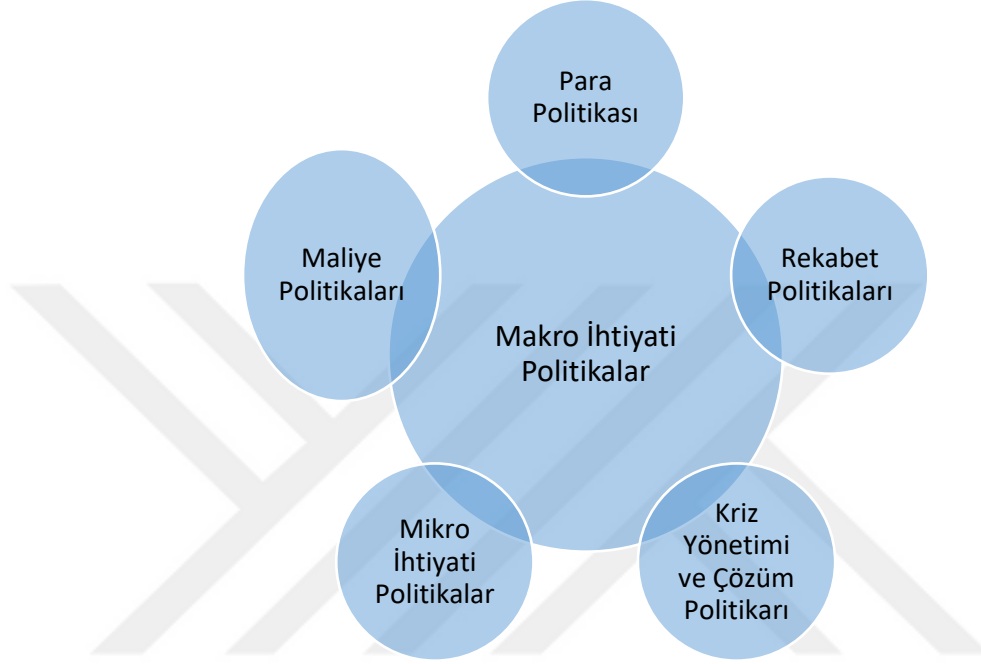 Para
Politikası
Maliye
Politikaları
Rekabet
Politikaları
Makro İhtiyati
Politikalar
Mikro
İhtiyati
Politikalar
Kriz
Yönetimi
ve Çözüm
Politikarı